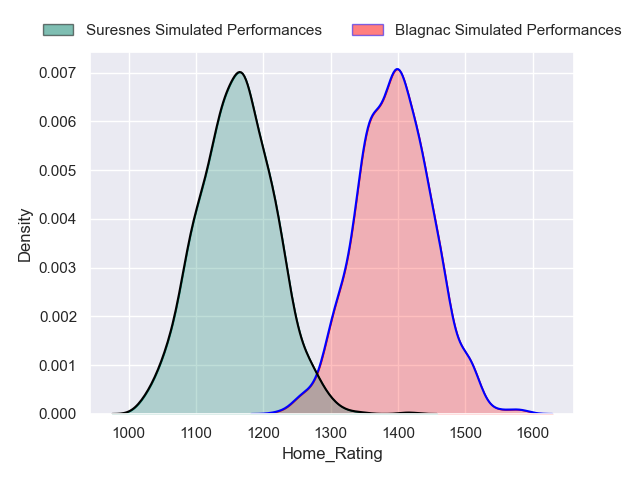 Suresnes Simulated Performances Blagnac Simulated Performances
0.007
0.006
0.005
0.004
0.003
0.002
0.001
0.000
Density
1000 1100 1200 1300 1400 1500 1600
Home_Rating